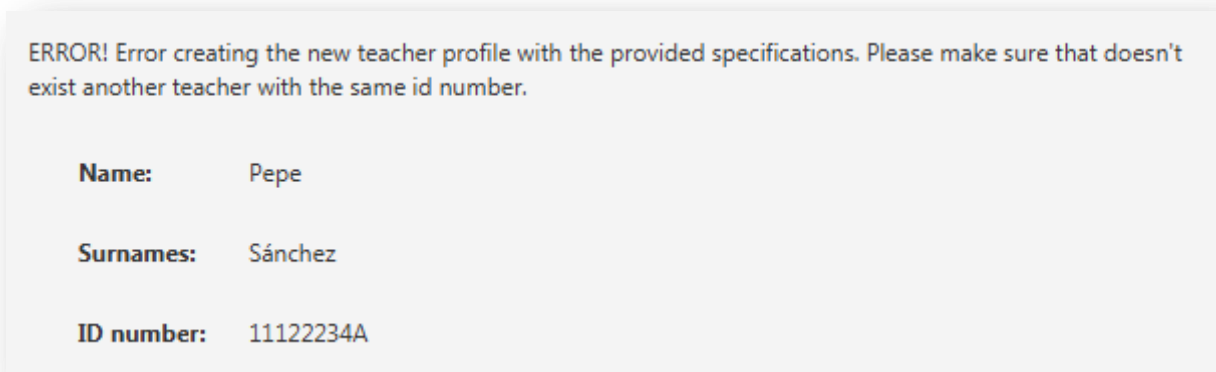 ERROR! Error creating the new teacher profile with the provided specifications. Please make sure that doesn't
exist another teacher with the same id number.
Name: Pepe
Surnames: Sánchez
ID number: 11122234A